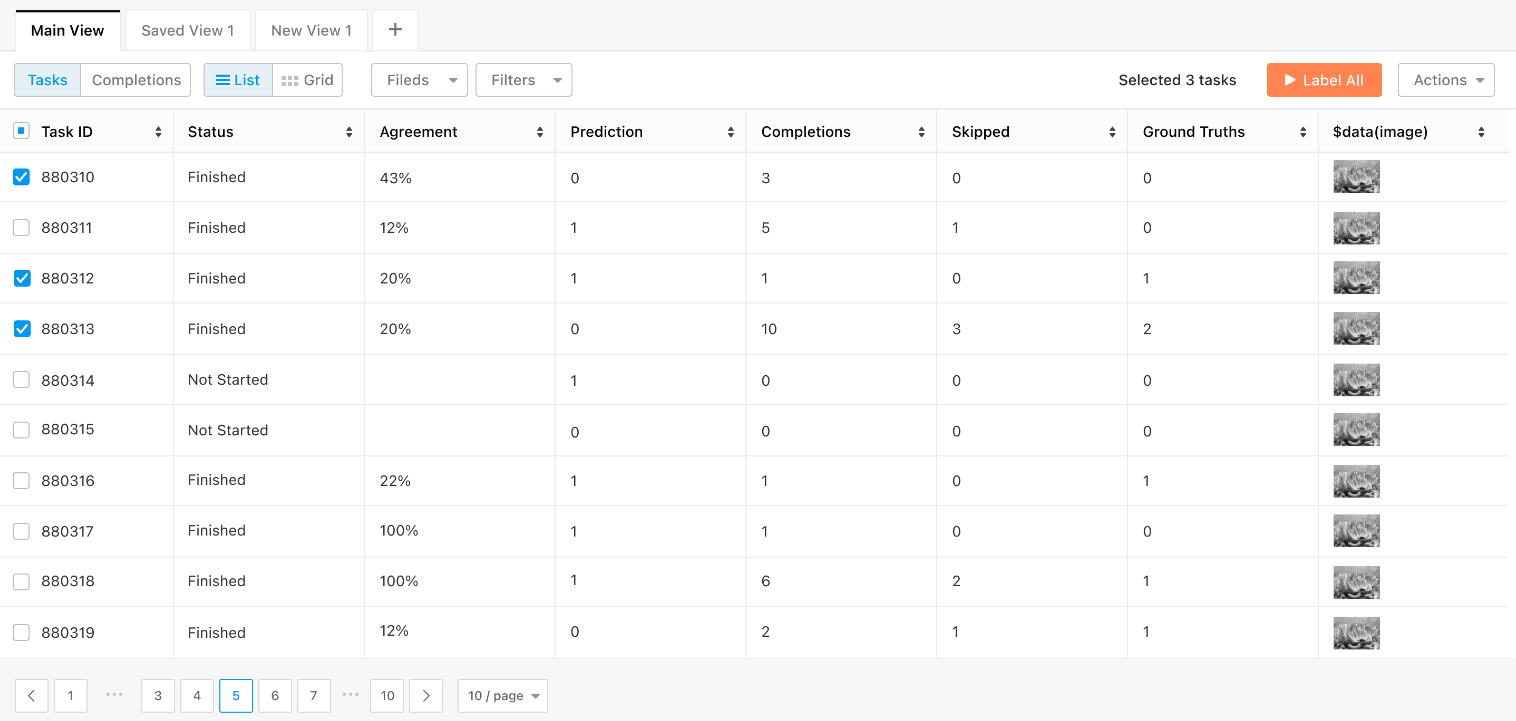 Main View Saved View 1 New View 1 +
Tasks Completions List Grid Fileds Filters Selected 3 tasks Label All Actions
Task ID Status Agreement Prediction Completions Skipped Ground Truths $data(image)
880310 Finished 43% 0 3 0 0
880311 Finished 12% 1 5 1 0
880312 Finished 20% 1 1 0 1
880313 Finished 20% 0 10 3 2
880314 Not Started 1 0 0 0
880315 Not Started 0 0 0 0
880316 Finished 22% 1 1 0 1
880317 Finished 100% 1 1 0 0
880318 Finished 100% 1 6 2 1
880319 Finished 12% 0 2 1 1
1 ··· 3 4 5 6 7 ··· 10 10 / page